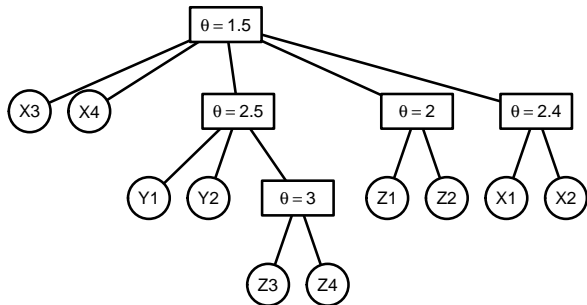 θ = 1.5
X3 X4 θ = 2.5 θ = 2 θ = 2.4
Y1 Y2 θ = 3 Z1 Z2 X1 X2
Z3 Z4